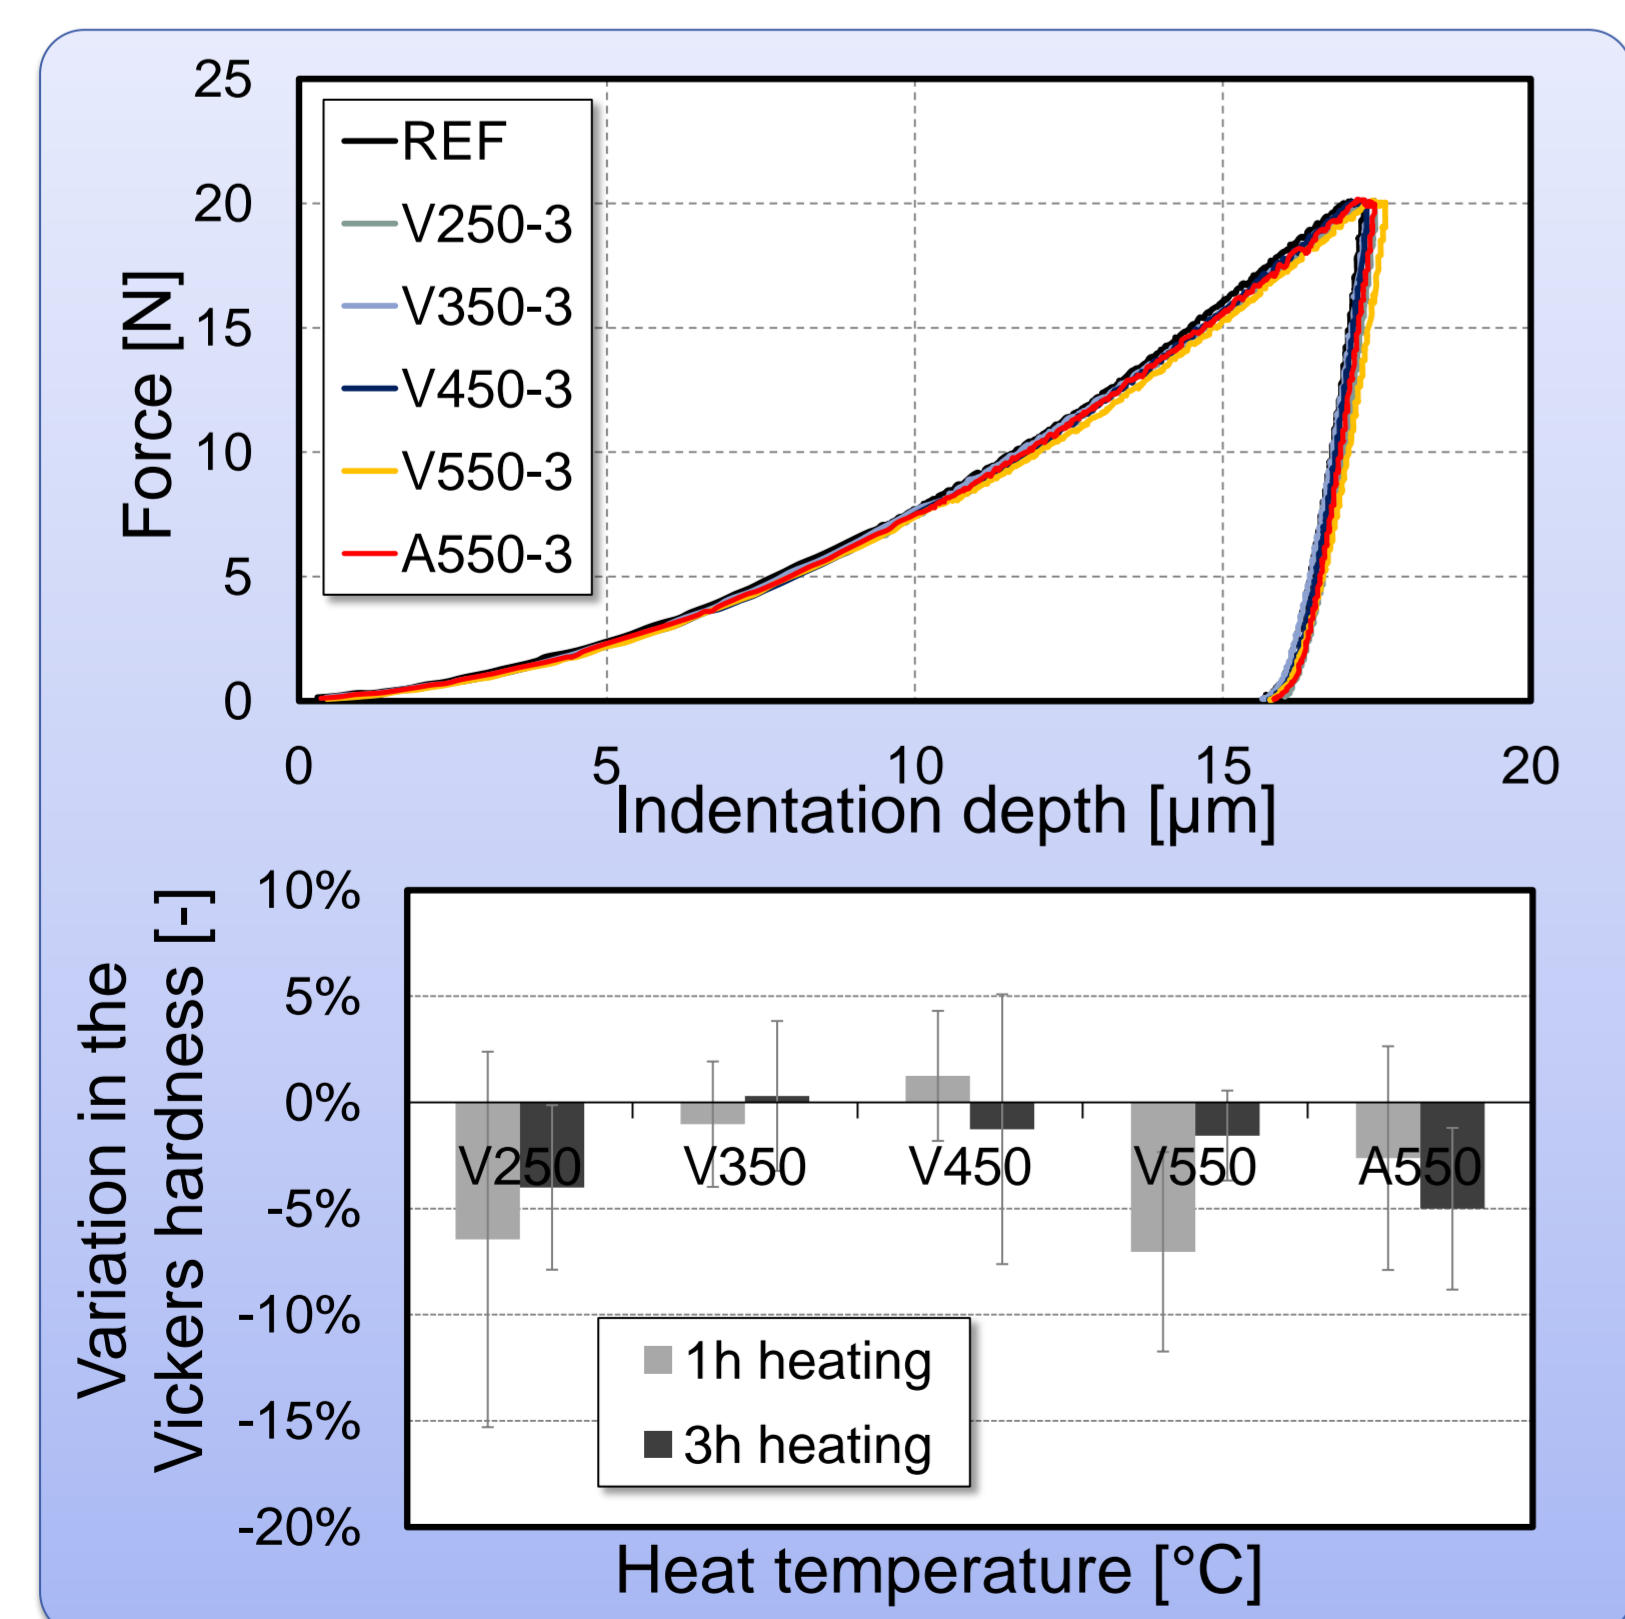 25
20
15
10
5
0
Force [N]
REF
V250-3
V350-3
V450-3
V550-3
A550-3
0 5 10 15 20
Indentation depth [µm]
10%
5%
0%
-5%
-10%
-15%
-20%
Variation in the
Vickers hardness [-]
V250 V350 V450 V550 A550
1h heating
3h heating
Heat temperature [°C]